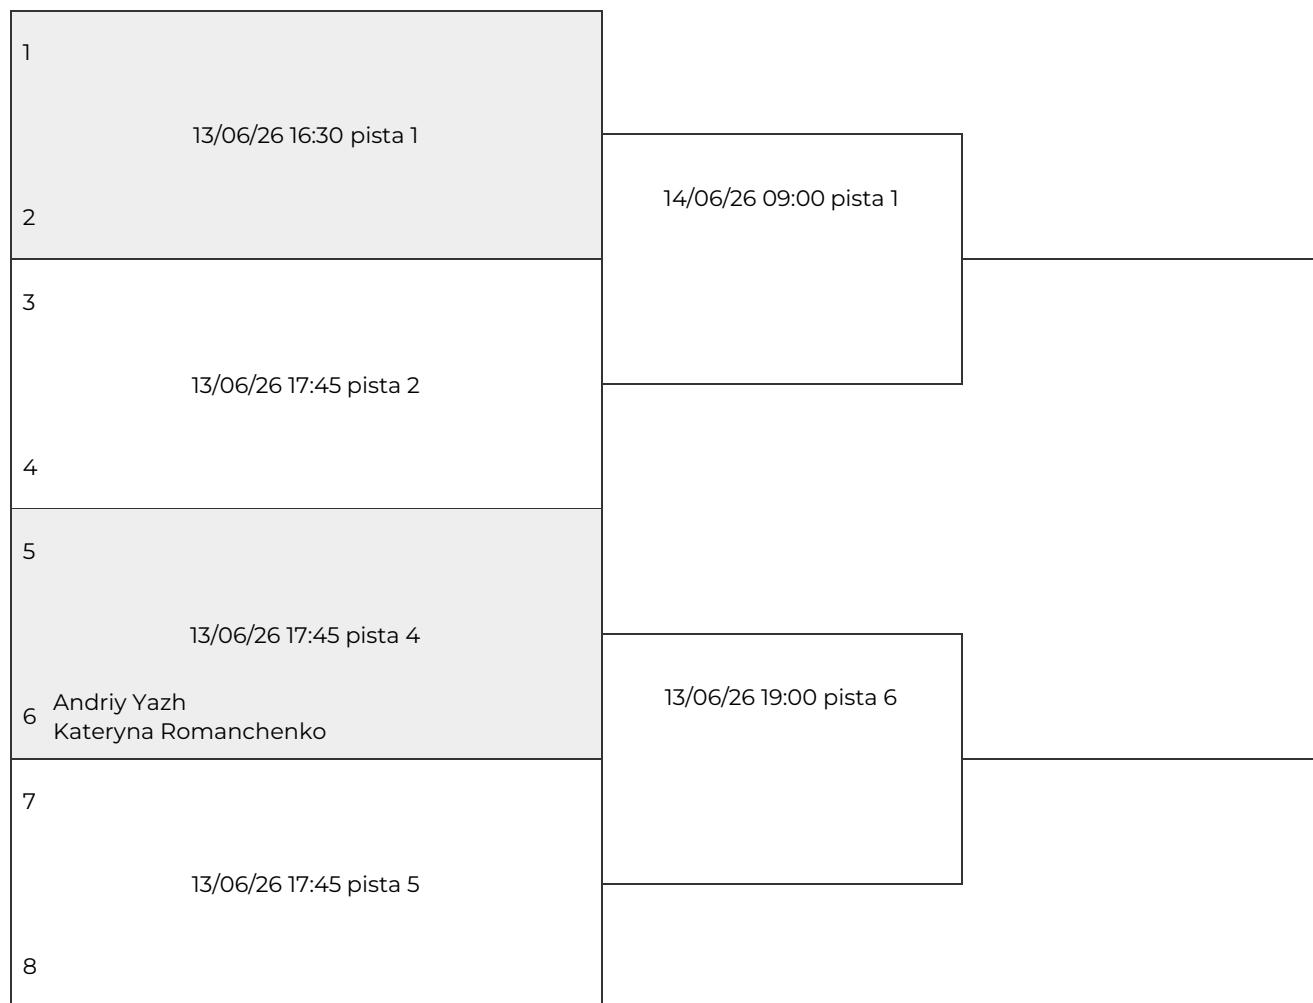 1
13/06/26 16:30 pista 1
2
14/06/26 09:00 pista 1
3
13/06/26 17:45 pista 2
4
5
13/06/26 17:45 pista 4
6 Andriy Yazh
Kateryna Romanchenko
13/06/26 19:00 pista 6
7
13/06/26 17:45 pista 5
8